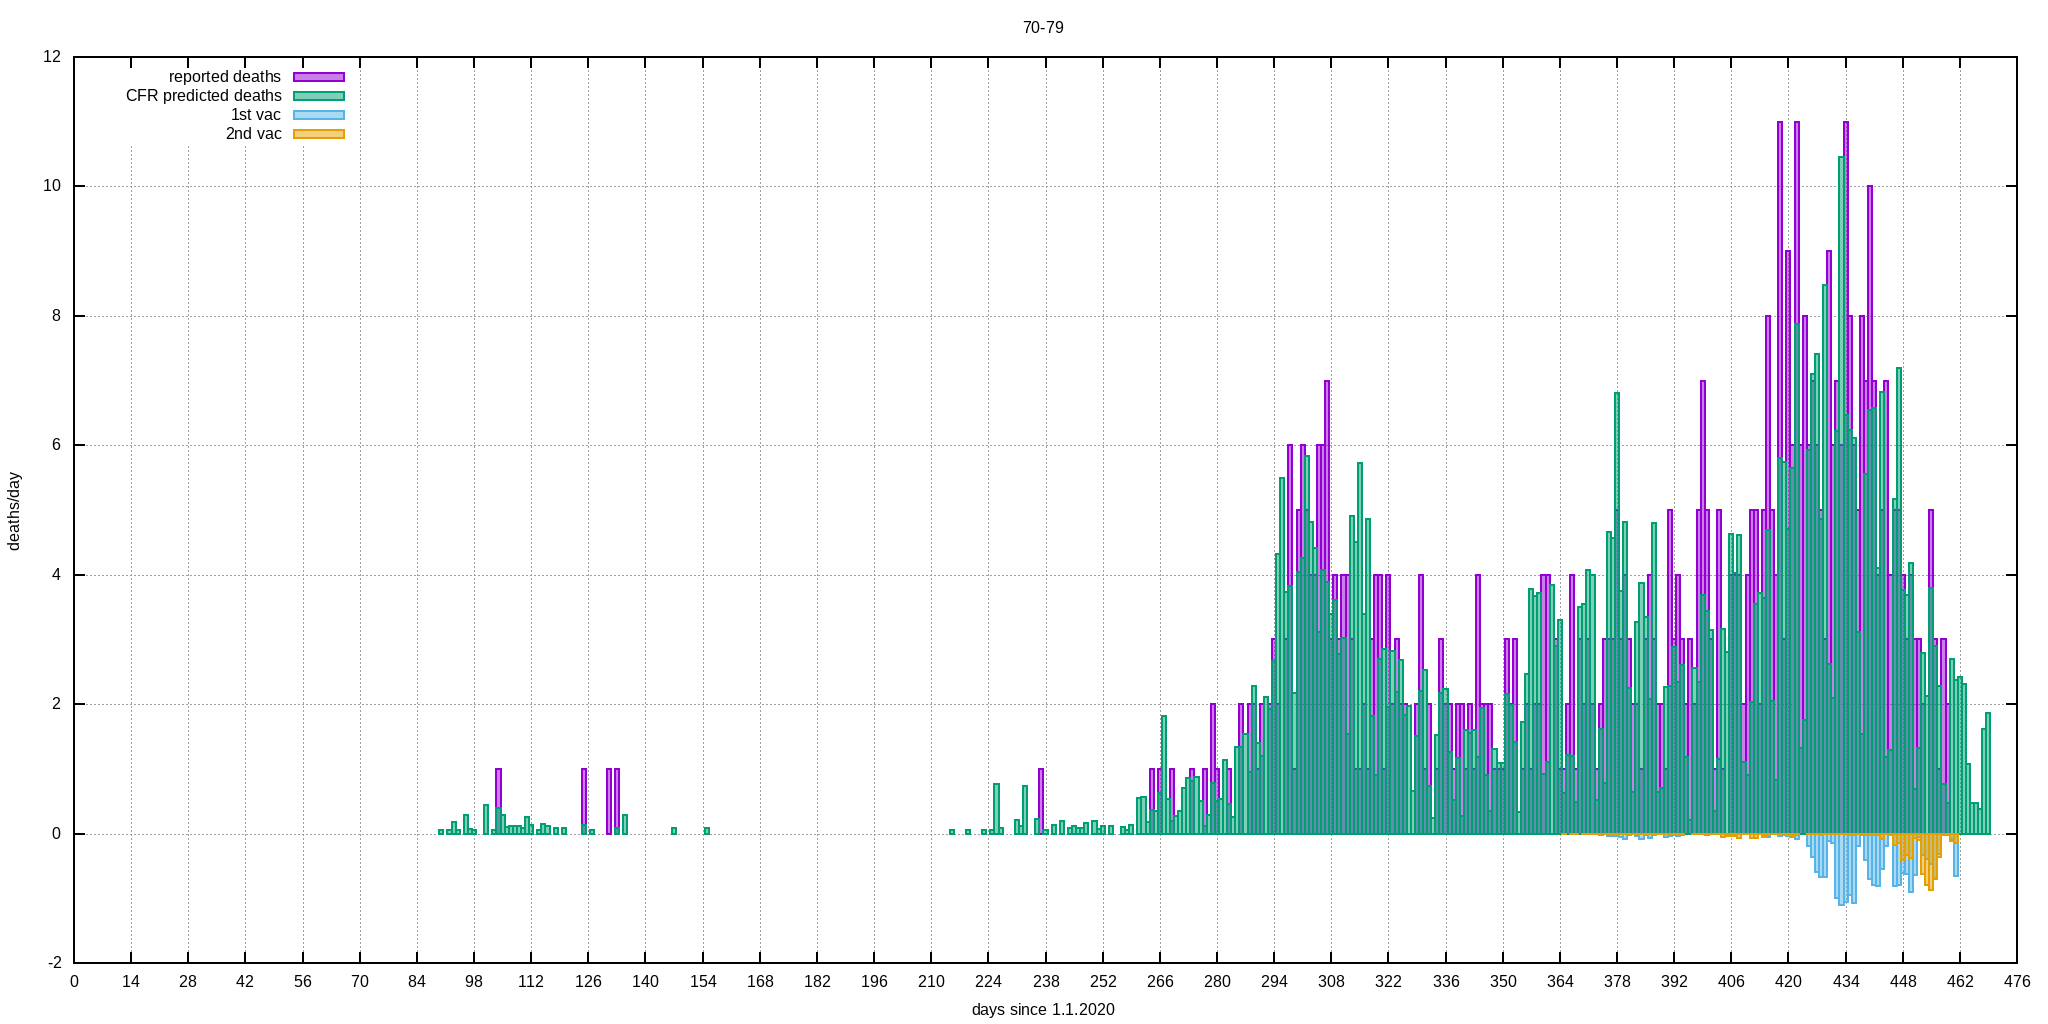 70-79
reported deaths
CFR predicted deaths
1st vac
2nd vac
12
10
8
6
4
2
0
-2
deaths/day
0 14 28 42 56 70 84 98 112 126 140 154 168 182 196 210 224 238 252 266 280 294 308 322 336 350 364 378 392 406 420 434 448 462 476
days since 1.1.2020